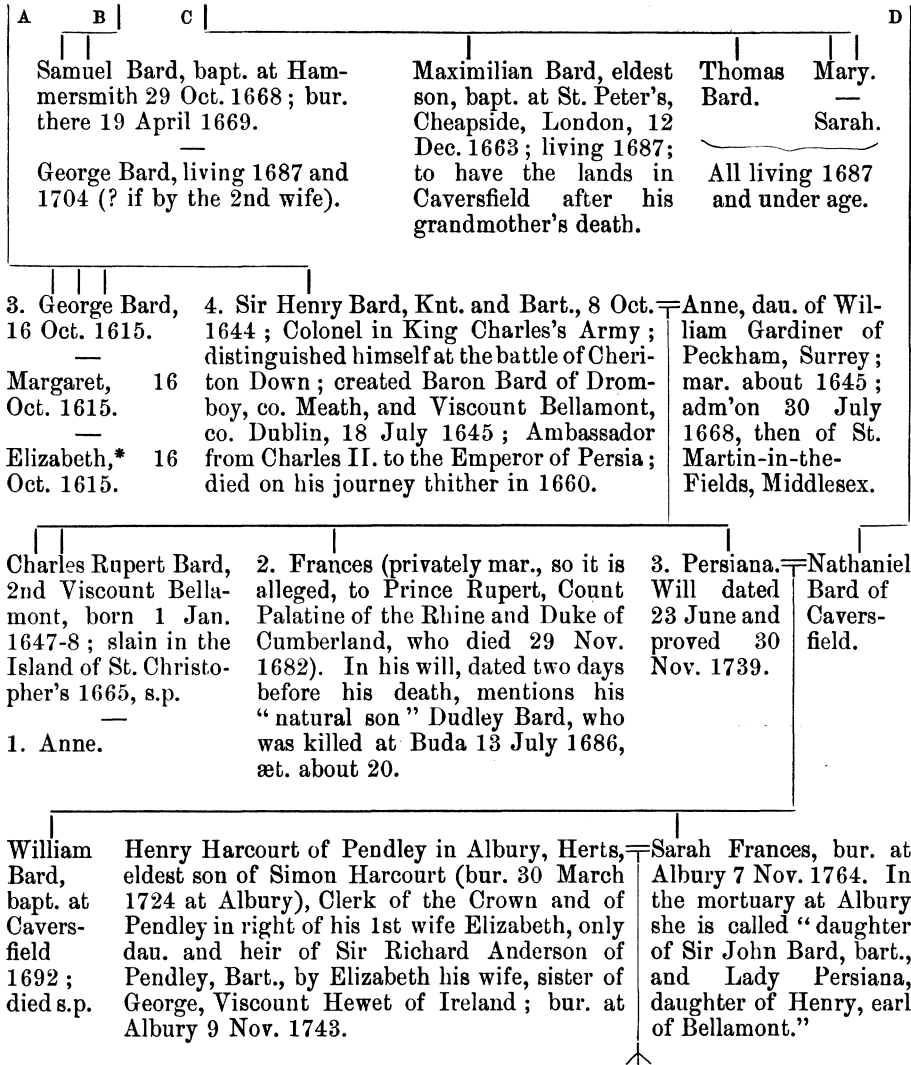 A B C D
Samuel Bard, bapt. at Ham-
mersmith 29 Oct. 1668 ; bur.
there 19 April 1669.
—
George Bard, living 1687 and
1704 (? if by the 2nd wife).
Maximilian Bard, eldest
son, bapt. at St. Peter's,
Cheapside, London, 12
Dec. 1663 ; living 1687;
to have the lands in
Caversfield after his
grandmother's death.
Thomas
Bard.
Mary.
—
Sarah.
All living 1687
and under age.
3. George Bard,
16 Oct. 1615.
—
Margaret, 16
Oct. 1615.
—
Elizabeth,* 16
Oct. 1615.
4. Sir Henry Bard, Knt. and Bart., 8 Oct.
1644 ; Colonel in King Charles's Army ;
distinguished himself at the battle of Cheri-
ton Down ; created Baron Bard of Drom-
boy, co. Meath, and Viscount Bellamont,
co. Dublin, 18 July 1645 ; Ambassador
from Charles II. to the Emperor of Persia ;
died on his journey thither in 1660.
Anne, dau. of Wil-
liam Gardiner of
Peckham, Surrey ;
mar. about 1645 ;
adm'on 30 July
1668, then of St.
Martin-in-the-
Fields, Middlesex.
Charles Rupert Bard,
2nd Viscount Bella-
mont, born 1 Jan.
1647-8 ; slain in the
Island of St. Christo-
pher's 1665, s.p.
—
1. Anne.
2. Frances (privately mar., so it is
alleged, to Prince Rupert, Count
Palatine of the Rhine and Duke of
Cumberland, who died 29 Nov.
1682). In his will, dated two days
before his death, mentions his
“ natural son ” Dudley Bard, who
was killed at Buda 13 July 1686,
æt. about 20.
3. Persiana.
Will dated
23 June and
proved 30
Nov. 1739.
Nathaniel
Bard of
Cavers-
field.
William
Bard,
bapt. at
Cavers-
field
1692 ;
died s.p.
Henry Harcourt of Pendley in Albury, Herts,
eldest son of Simon Harcourt (bur. 30 March
1724 at Albury), Clerk of the Crown and of
Pendley in right of his 1st wife Elizabeth, only
dau. and heir of Sir Richard Anderson of
Pendley, Bart., by Elizabeth his wife, sister of
George, Viscount Hewet of Ireland ; bur. at
Albury 9 Nov. 1743.
Sarah Frances, bur. at
Albury 7 Nov. 1764. In
the mortuary at Albury
she is called “ daughter
of Sir John Bard, bart.,
and Lady Persiana,
daughter of Henry, earl
of Bellamont.”